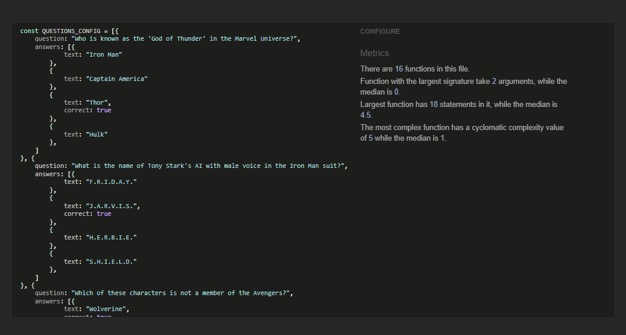 const QUESTIONS_CONFIG = [{
question: "Who is known as the 'God of Thunder' in the Marvel Universe?",
answers: [{
text: "Iron Man"
},
{
text: "Captain America"
},
{
text: "Thor",
correct: true
},
{
text: "Hulk"
},
]
}, {
question: "What is the name of Tony Stark's AI with male voice in the Iron Man suit?",
answers: [{
text: "F.R.I.D.A.Y."
},
{
text: "J.A.R.V.I.S.",
correct: true
},
{
text: "H.E.R.B.I.E."
},
{
text: "S.H.I.E.L.D."
},
]
}, {
question: "Which of these characters is not a member of the Avengers?",
answers: [{
text: "Wolverine",
correct: true
CONFIGURE
Metrics
There are 16 functions in this file.
Function with the largest signature take 2 arguments, while the
median is 0.
Largest function has 18 statements in it, while the median is
4.5.
The most complex function has a cyclomatic complexity value
of 5 while the median is 1.